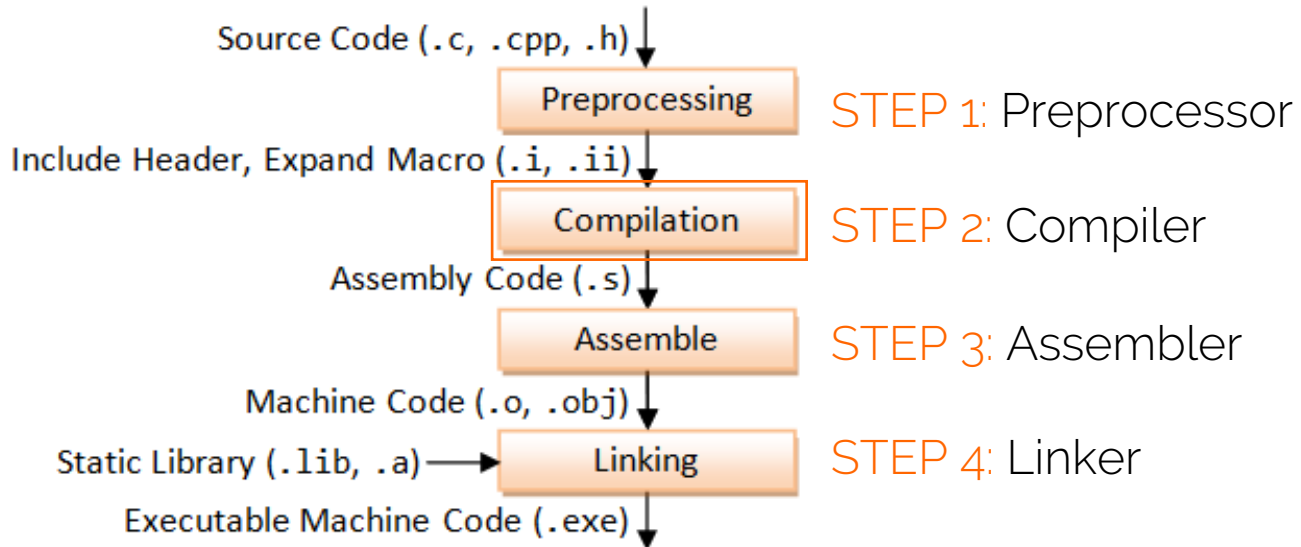 Source Code (.c, .cpp, .h)
Preprocessing
STEP 1: Preprocessor
Include Header, Expand Macro (.i, .ii)
Compilation
STEP 2: Compiler
Assembly Code (.s)
Assemble
STEP 3: Assembler
Machine Code (.o, .obj)
Static Library (.lib, .a)
Linking
STEP 4: Linker
Executable Machine Code (.exe)